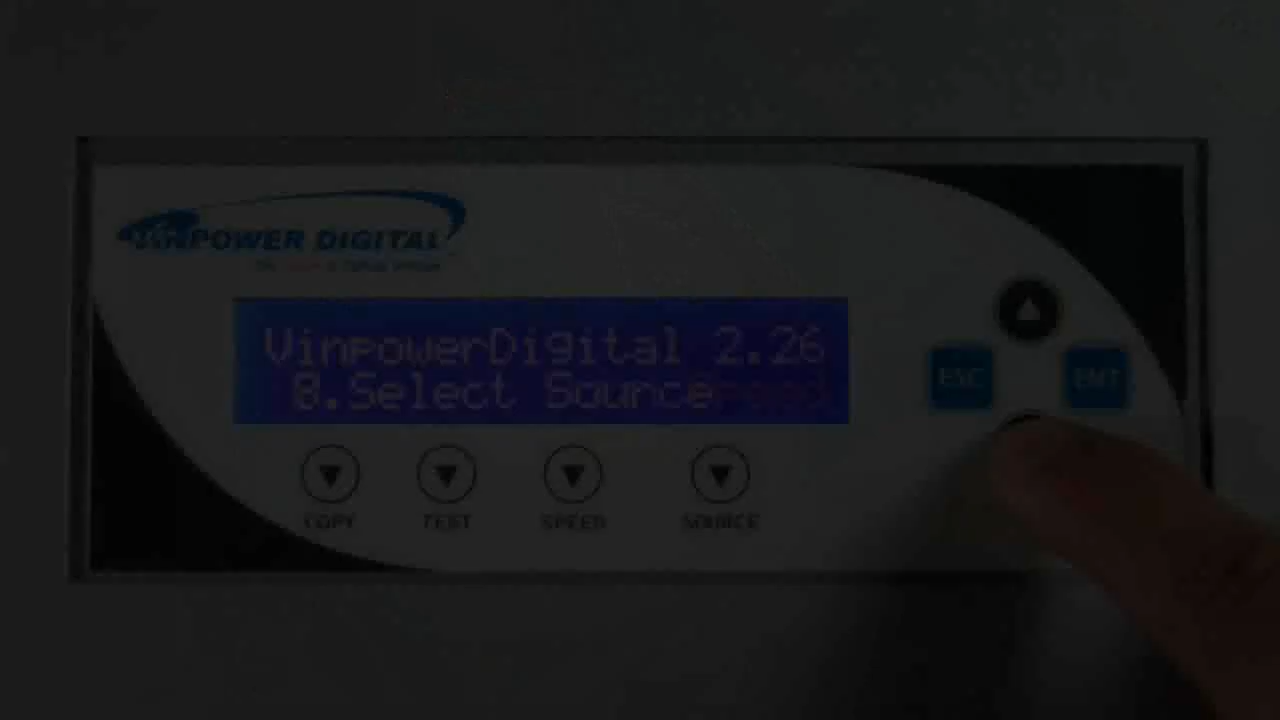 VINPOWER DIGITAL
VinpowerDigital 2.26
8.Select Source
ESC
ENT
COPY
TEST
SPEED
SOURCE